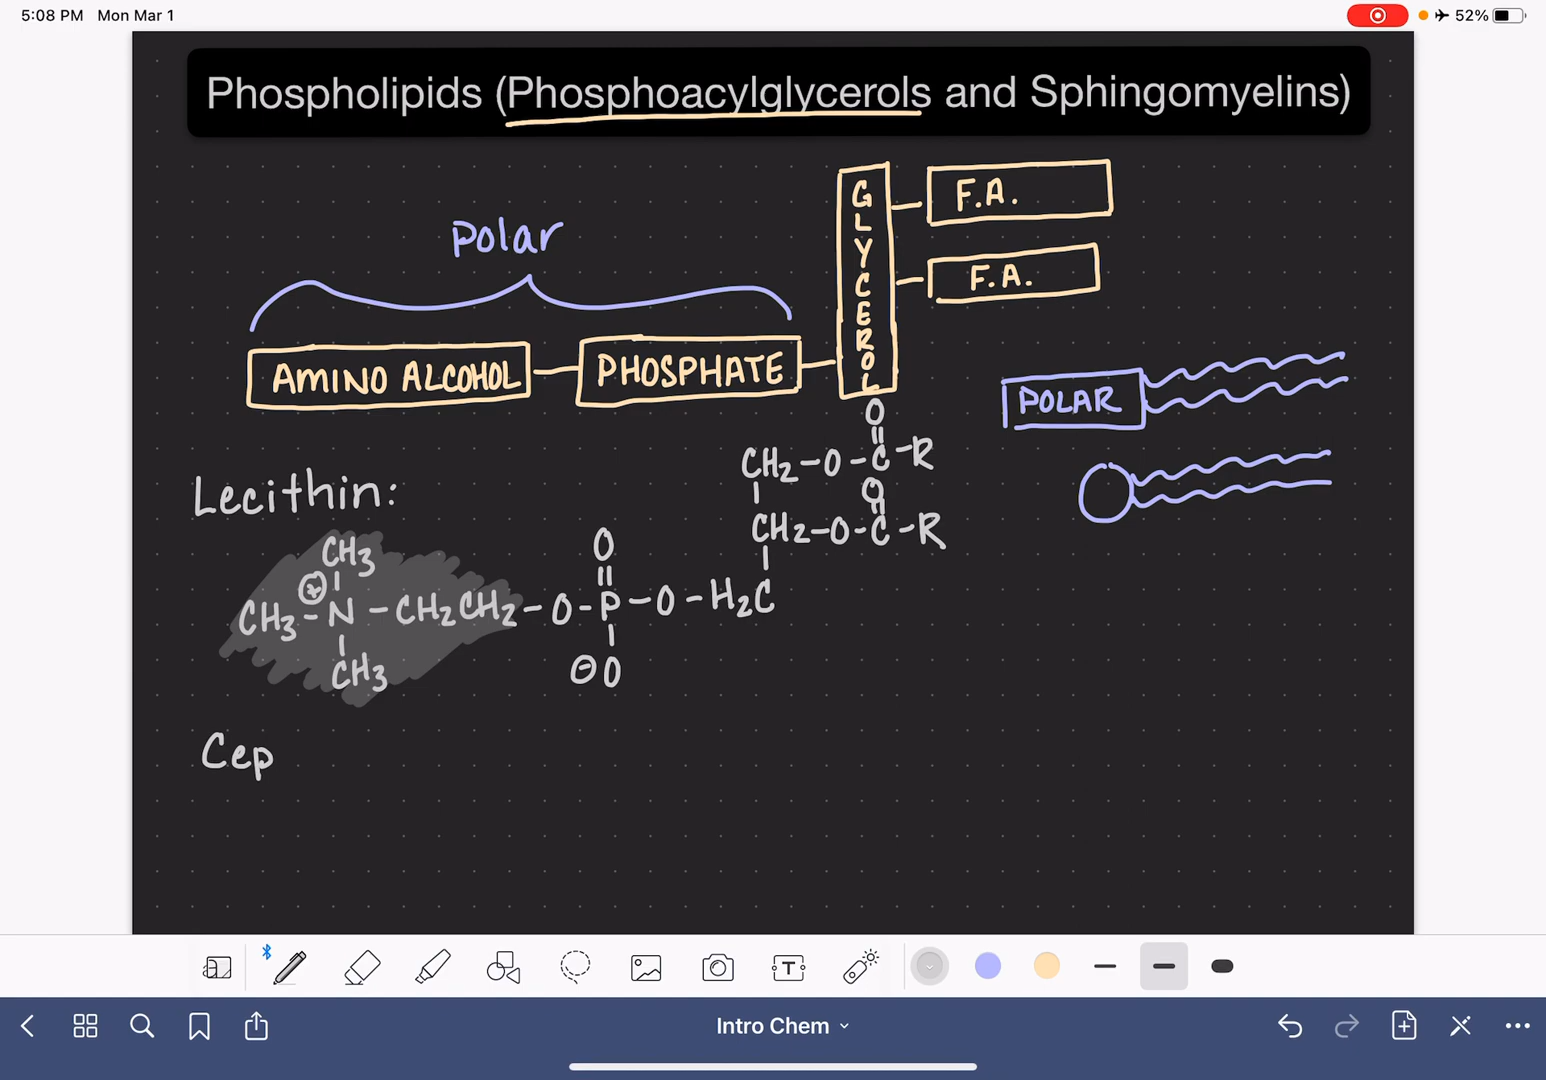 5:08 PM Mon Mar 1
52%
Phospholipids (Phosphoacylglycerols and Sphingomyelins)
Polar
GLYCEROL
F.A.
F.A.
AMINO ALCOHOL
PHOSPHATE
POLAR
Lecithin:
O
CH2-O-C-R
O
CH2-O-C-R
CH3
O
CH3-N-CH2CH2-O-P-O-H2C
CH3
⊖O
Cep
T
Intro Chem